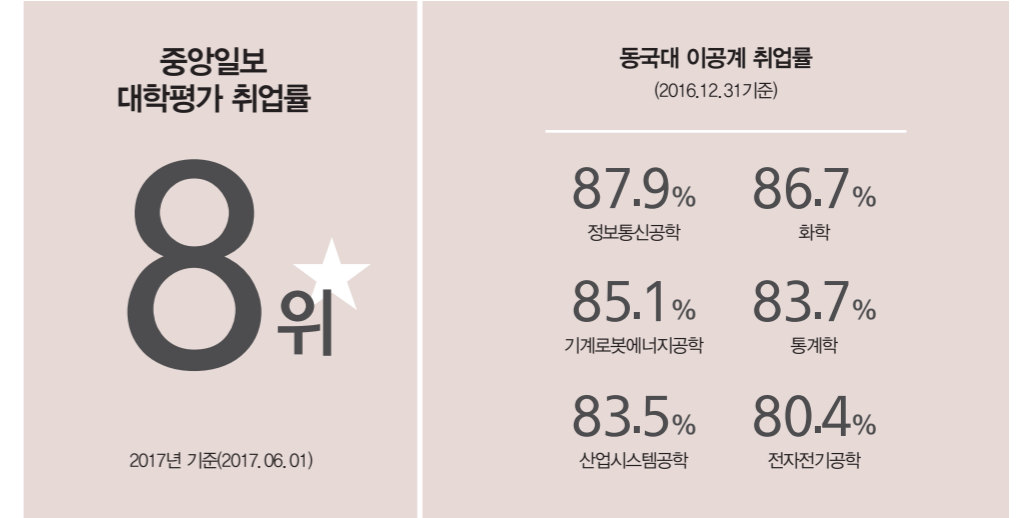 중앙일보
대학평가 취업률
8위
2017년 기준(2017.06.01)
동국대 이공계 취업률
(2016.12.31기준)
87.9% 86.7%
정보통신공학 화학
85.1% 83.7%
기계로봇에너지공학 통계학
83.5% 80.4%
산업시스템공학 전자전기공학